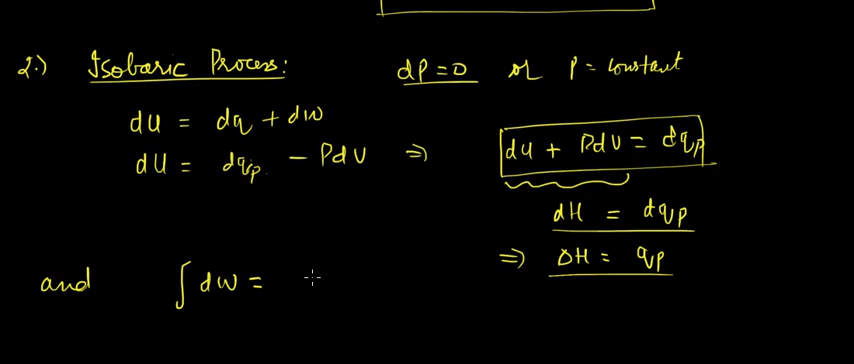 2.) Isobaric Process: dP=0 or P = constant
dU = dq + dW
dU = dqp - PdV ⇒ dU + PdV = dqp
dH = dqp
⇒ ΔH = qp
and ∫ dW =